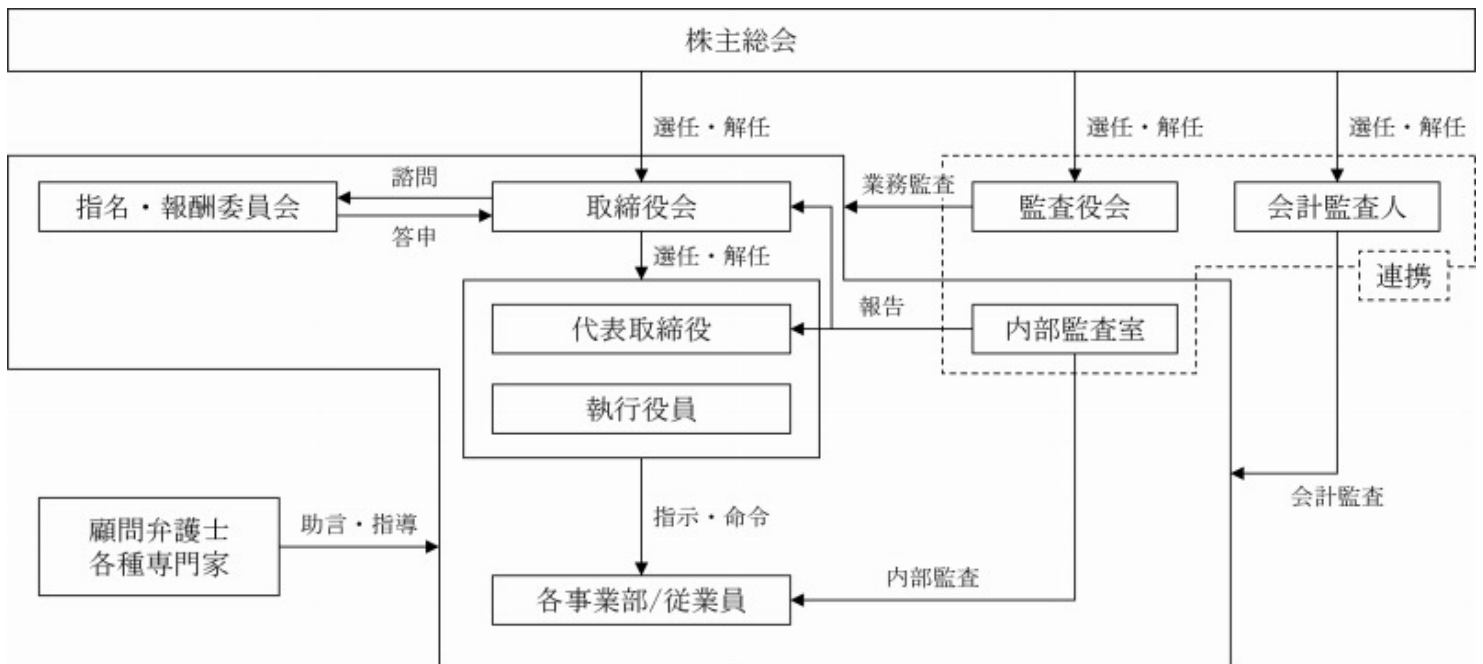 株主総会
選任・解任
選任・解任
選任・解任
諮問
業務監査
指名・報酬委員会
取締役会
監査役会
会計監査人
答申
選任・解任
連携
報告
代表取締役
内部監査室
執行役員
会計監査
顧問弁護士
各種専門家
助言・指導
指示・命令
内部監査
各事業部/従業員